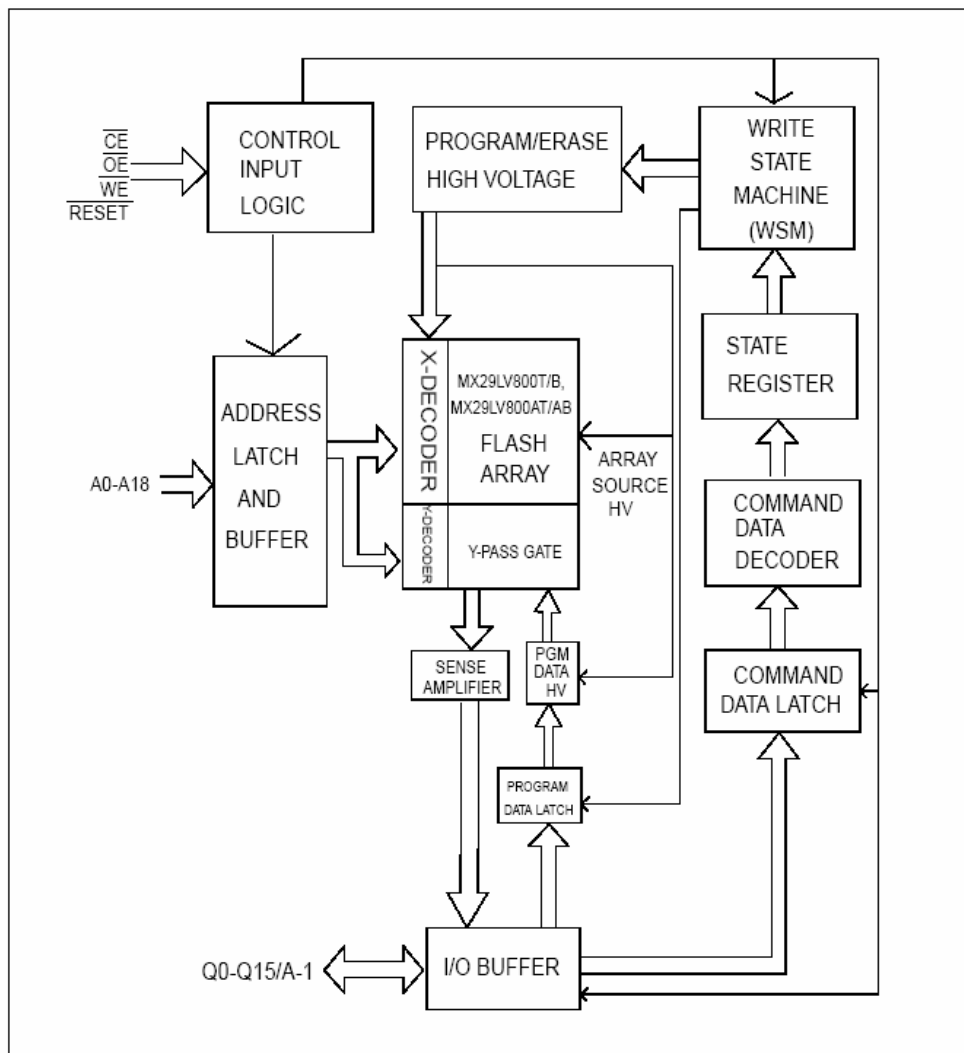 CE
OE
WE
RESET
CONTROL
INPUT
LOGIC
PROGRAM/ERASE
HIGH VOLTAGE
WRITE
STATE
MACHINE
(WSM)
A0-A18
ADDRESS
LATCH
AND
BUFFER
X-DECODER
MX29LV800T/B,
MX29LV800AT/AB
FLASH
ARRAY
Y-DECODER
Y-PASS GATE
ARRAY
SOURCE
HV
STATE
REGISTER
COMMAND
DATA
DECODER
COMMAND
DATA LATCH
SENSE
AMPLIFIER
PGM
DATA
HV
PROGRAM
DATA LATCH
Q0-Q15/A-1
I/O BUFFER